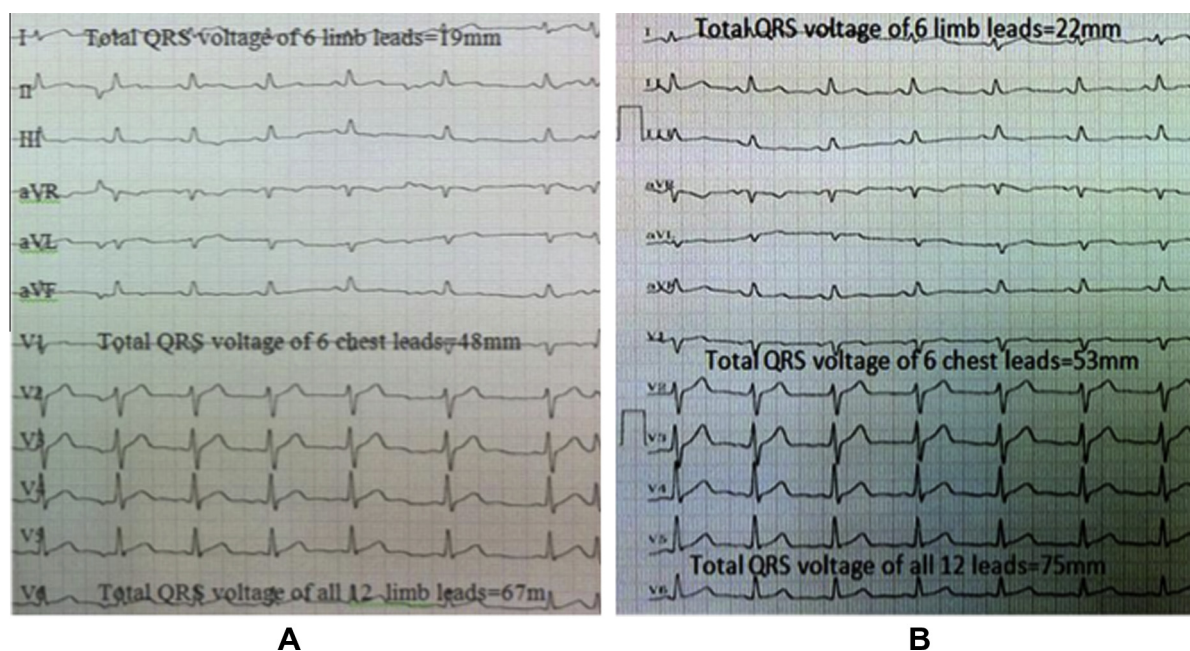 I Total QRS voltage of 6 limb leads=19mm
II
III
aVR
aVL
aVF
V1 Total QRS voltage of 6 chest leads=48mm
V2
V3
V4
V5
V6 Total QRS voltage of all 12 limb leads=67m
A
I Total QRS voltage of 6 limb leads=22mm
II
III
aVR
aVL
aVF
V1
Total QRS voltage of 6 chest leads=53mm
V2
V3
V4
V5
Total QRS voltage of all 12 leads=75mm
V6
B